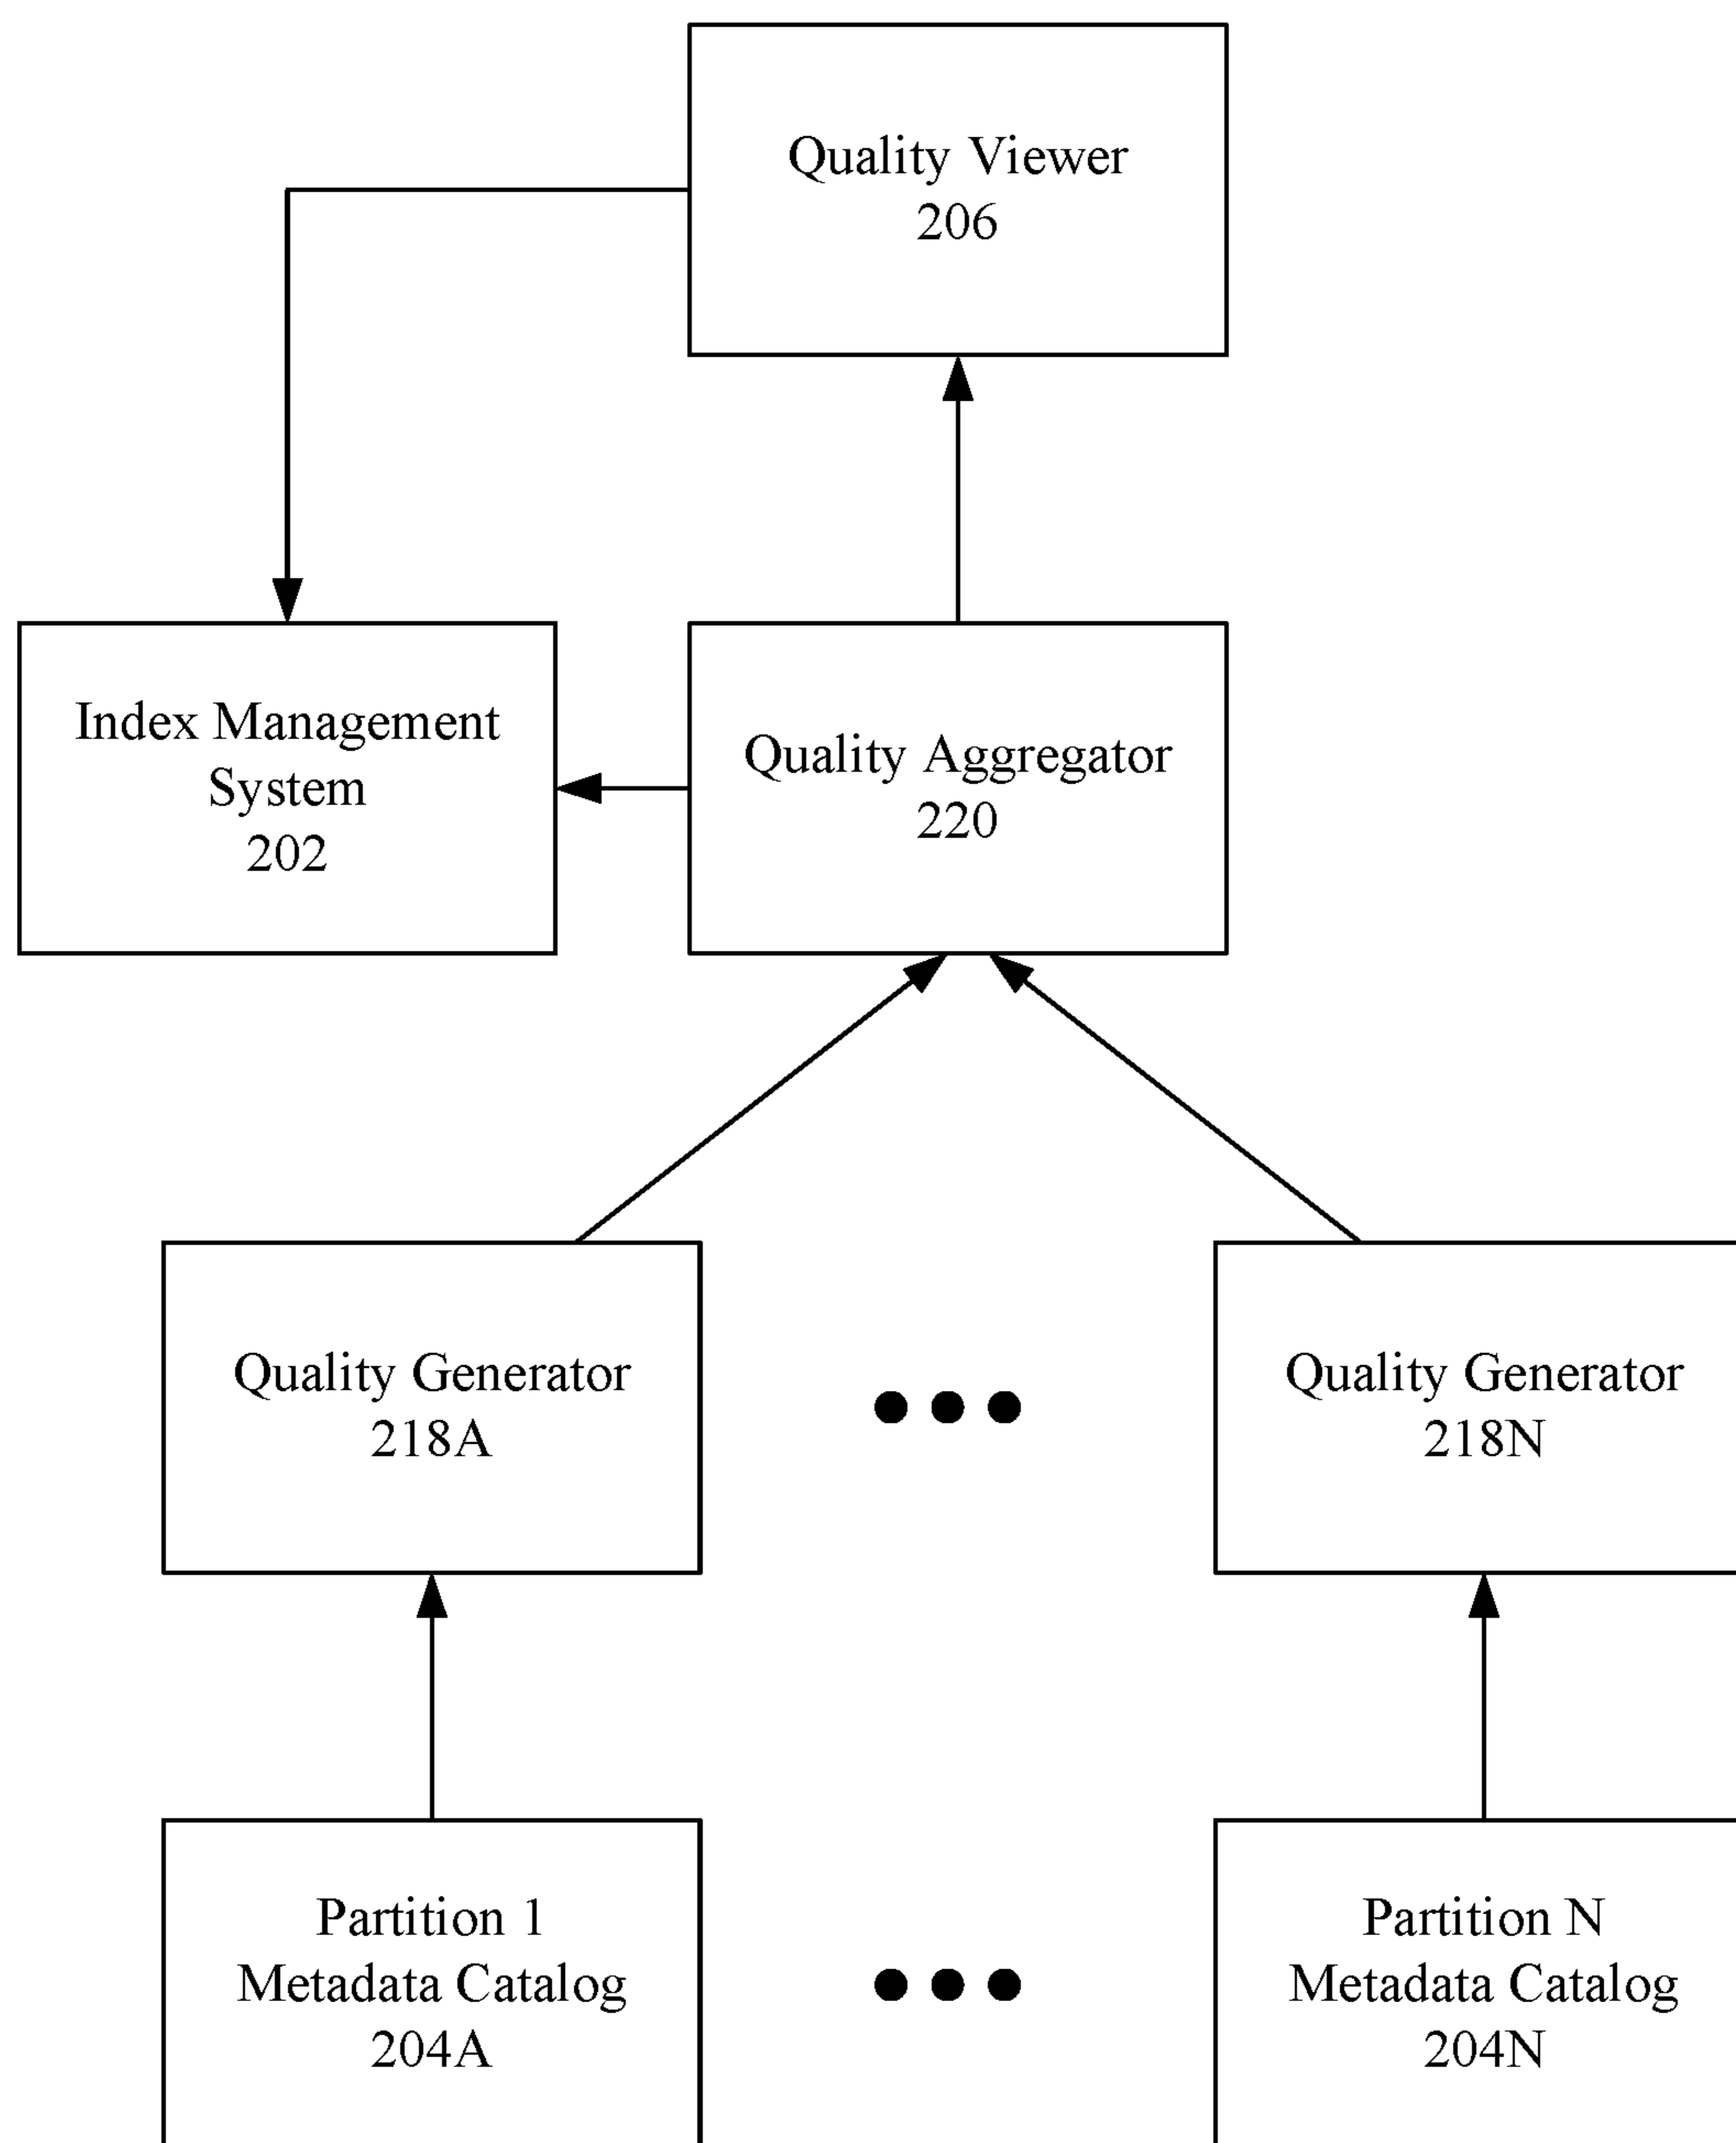 Quality Viewer
206
Index Management
System
202
Quality Aggregator
220
Quality Generator
218A
Quality Generator
218N
Partition 1
Metadata Catalog
204A
Partition N
Metadata Catalog
204N